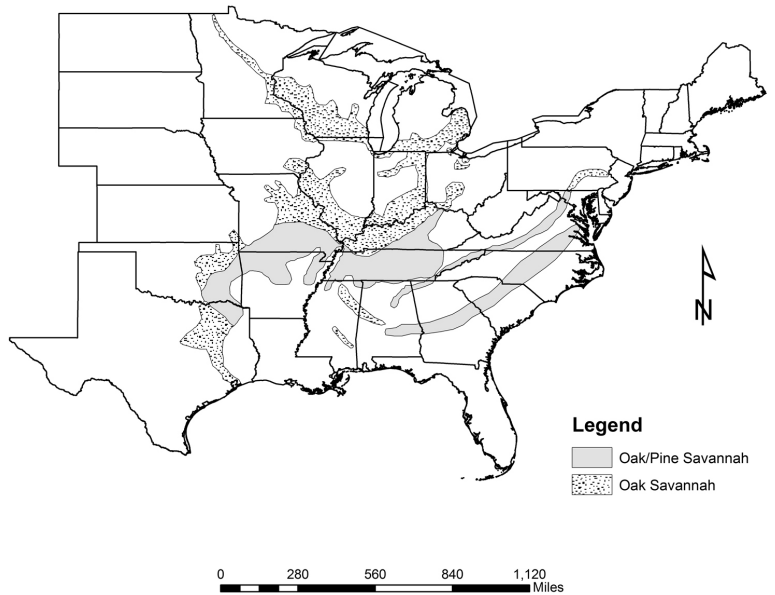 N
Legend
Oak/Pine Savannah
Oak Savannah
0 280 560 840 1,120
Miles